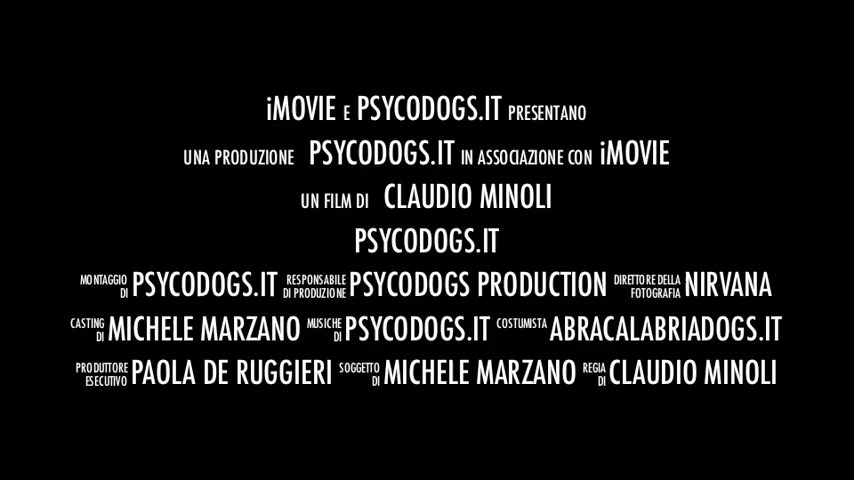 iMOVIE E PSYCODOGS.IT PRESENTANO
UNA PRODUZIONE PSYCODOGS.IT IN ASSOCIAZIONE CON iMOVIE
UN FILM DI CLAUDIO MINOLI
PSYCODOGS.IT
MONTAGGIO DI PSYCODOGS.IT RESPONSABILE DI PRODUZIONE PSYCODOGS PRODUCTION DIRETTORE DELLA FOTOGRAFIA NIRVANA
CASTING DI MICHELE MARZANO MUSICHE DI PSYCODOGS.IT COSTUMISTA ABRACALABRIADOGS.IT
PRODUTTORE ESECUTIVO PAOLA DE RUGGIERI SOGGETTO DI MICHELE MARZANO REGIA DI CLAUDIO MINOLI